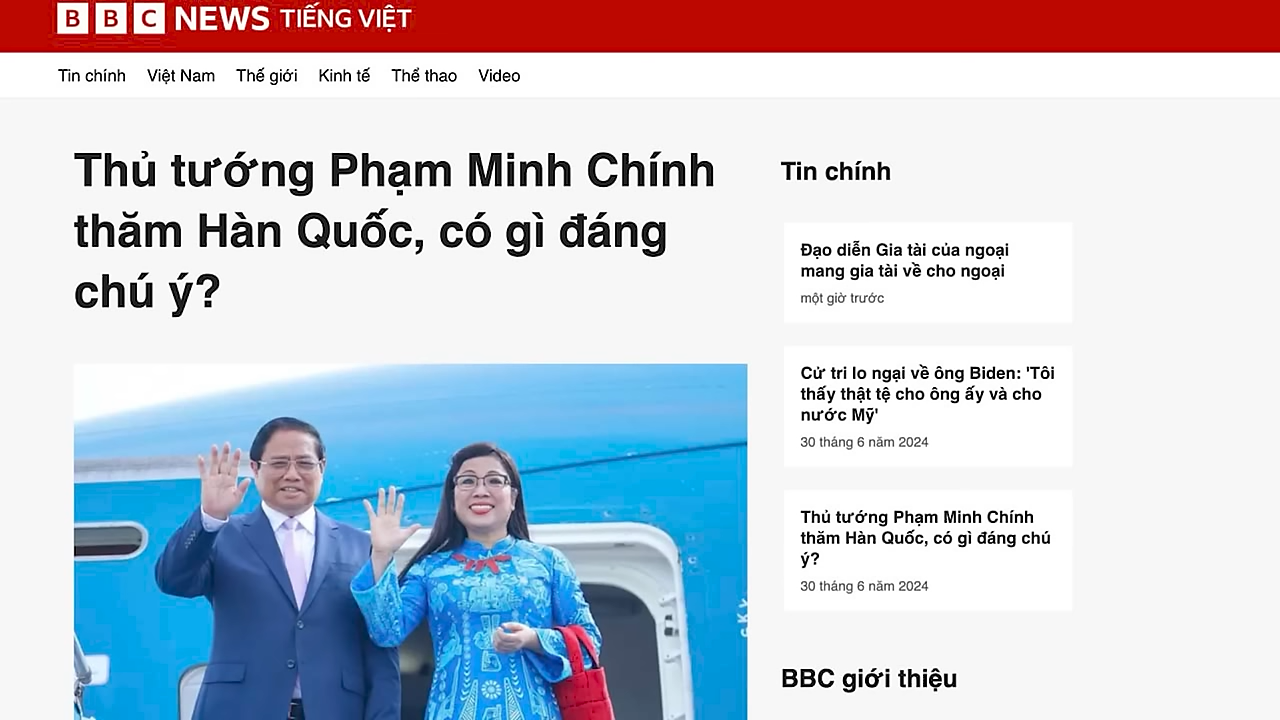 BBC NEWS TIẾNG VIỆT
Tin chính Việt Nam Thế giới Kinh tế Thể thao Video
Thủ tướng Phạm Minh Chính
thăm Hàn Quốc, có gì đáng
chú ý?
Tin chính
Đạo diễn Gia tài của ngoại
mang gia tài về cho ngoại
một giờ trước
Cử tri lo ngại về ông Biden: 'Tôi
thấy thật tệ cho ông ấy và cho
nước Mỹ'
30 tháng 6 năm 2024
Thủ tướng Phạm Minh Chính
thăm Hàn Quốc, có gì đáng chú
ý?
30 tháng 6 năm 2024
BBC giới thiệu